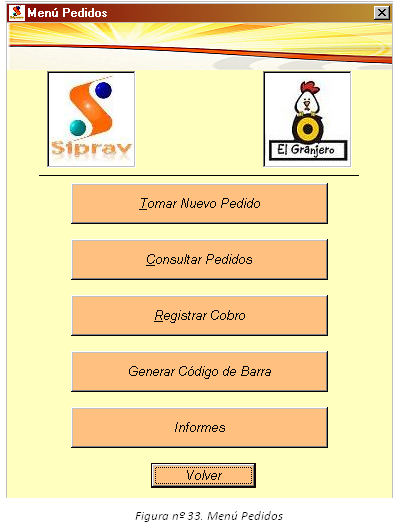 Menú Pedidos
Siprav
El Granjero
Tomar Nuevo Pedido
Consultar Pedidos
Registrar Cobro
Generar Código de Barra
Informes
Volver
Figura nº 33. Menú Pedidos